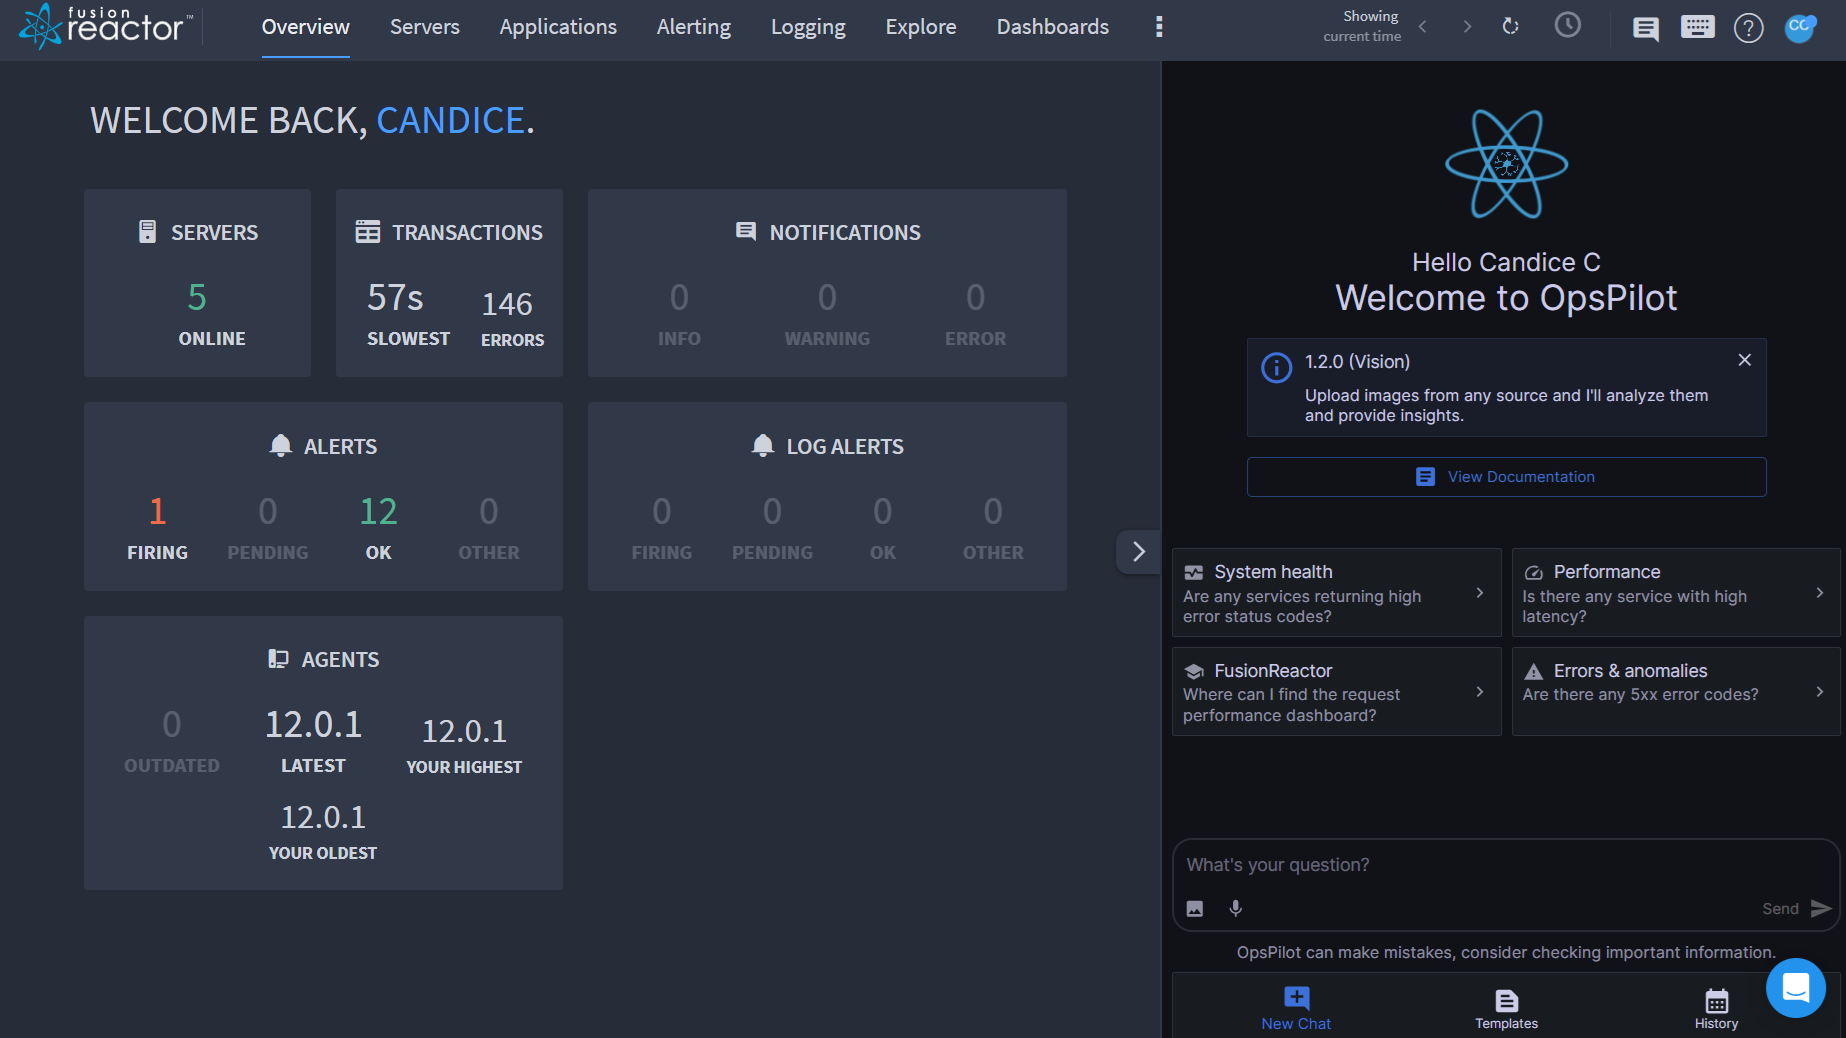 fusion
reactor™
Overview
Servers
Applications
Alerting
Logging
Explore
Dashboards
Showing
current time
CC
WELCOME BACK, CANDICE.
SERVERS
5
ONLINE
TRANSACTIONS
57s
SLOWEST
146
ERRORS
NOTIFICATIONS
0
INFO
0
WARNING
0
ERROR
ALERTS
1
FIRING
0
PENDING
12
OK
0
OTHER
LOG ALERTS
0
FIRING
0
PENDING
0
OK
0
OTHER
AGENTS
0
OUTDATED
12.0.1
LATEST
12.0.1
YOUR HIGHEST
12.0.1
YOUR OLDEST
Hello Candice C
Welcome to OpsPilot
1.2.0 (Vision)
Upload images from any source and I'll analyze them
and provide insights.
View Documentation
System health
Are any services returning high
error status codes?
Performance
Is there any service with high
latency?
FusionReactor
Where can I find the request
performance dashboard?
Errors & anomalies
Are there any 5xx error codes?
What's your question?
Send
OpsPilot can make mistakes, consider checking important information.
New Chat
Templates
History